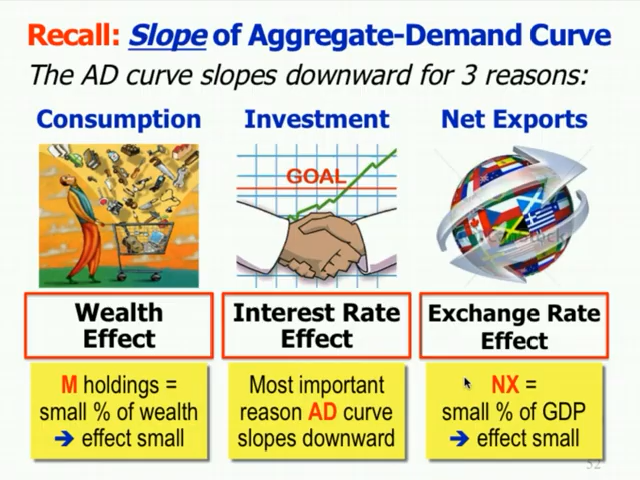 Recall: Slope of Aggregate-Demand Curve
The AD curve slopes downward for 3 reasons:
Consumption
Investment
Net Exports
GOAL
Wealth
Effect
Interest Rate
Effect
Exchange Rate
Effect
M holdings =
small % of wealth
➔ effect small
Most important
reason AD curve
slopes downward
NX =
small % of GDP
➔ effect small
52